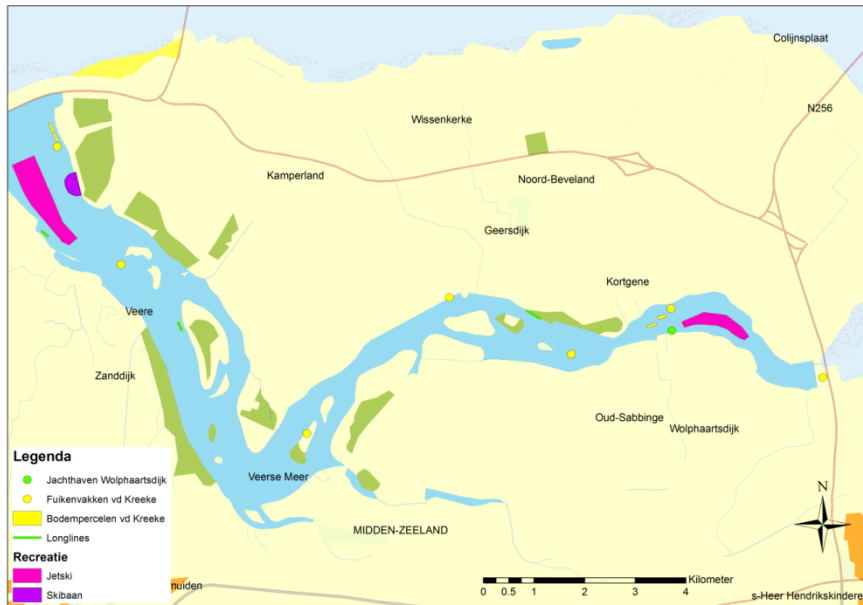 Colijnsplaat
N256
Wissenkerke
Kamperland
Noord-Beveland
Geersdijk
Kortgene
Veere
Zanddijk
Oud-Sabbinge
Wolphaartsdijk
Legenda
Jachthaven Wolphaartsdijk
Fuikenvakken vd Kreeke
Bodempercelen vd Kreeke
Longlines
Recreatie
Jetski
Skibaan
Veerse Meer
MIDDEN-ZEELAND
N
muiden
Kilometer
0 0.5 1 2 3 4
s-Heer Hendrikskindere